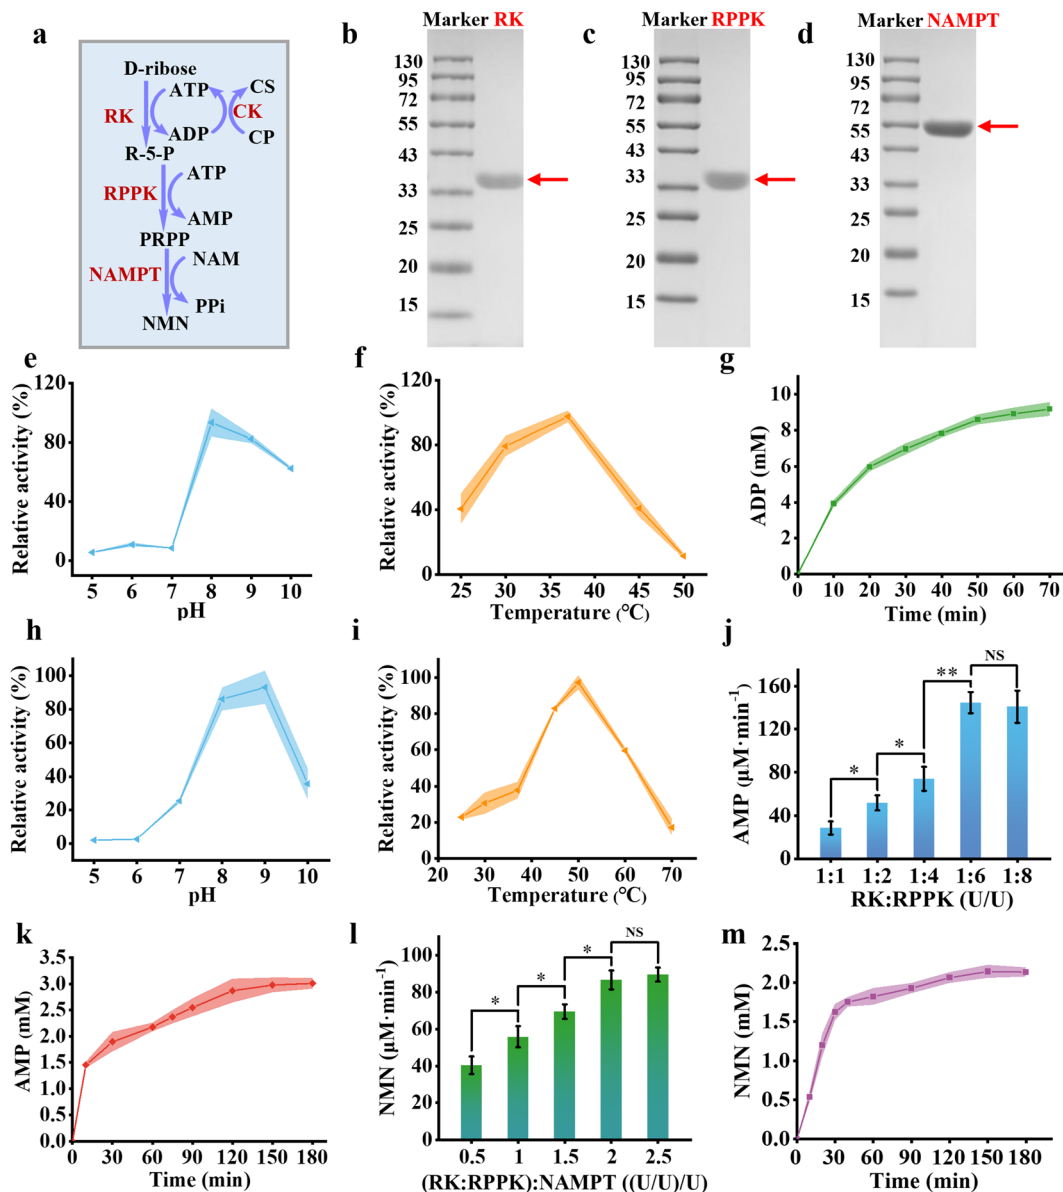 a
D-ribose
ATP
CS
RK
CK
ADP
CP
R-5-P
ATP
RPPK
AMP
PRPP
NAM
NAMPT
PPi
NMN
b
Marker RK
130
95
72
55
43
33
25
20
15
c
Marker RPPK
130
95
72
55
43
33
25
20
15
d
Marker NAMPT
130
95
72
55
43
33
25
20
15
e
Relative activity (%)
120
80
40
0
5 6 7 8 9 10
pH
f
Relative activity (%)
120
80
40
0
25 30 35 40 45 50
Temperature (℃)
g
ADP (mM)
10
8
6
4
2
0
0 10 20 30 40 50 60 70
Time (min)
h
Relative activity (%)
100
80
60
40
20
0
5 6 7 8 9 10
pH
i
Relative activity (%)
100
80
60
40
20
0
20 30 40 50 60 70
Temperature (℃)
j
AMP (μM·min⁻¹)
160
120
80
40
0
* * ** NS
1:1 1:2 1:4 1:6 1:8
RK:RPPK (U/U)
k
AMP (mM)
3.5
3.0
2.5
2.0
1.5
1.0
0.5
0.0
0 30 60 90 120 150 180
Time (min)
l
NMN (μM·min⁻¹)
100
80
60
40
20
0
* * * NS
0.5 1 1.5 2 2.5
(RK:RPPK):NAMPT ((U/U)/U)
m
NMN (mM)
2.5
2.0
1.5
1.0
0.5
0.0
0 30 60 90 120 150 180
Time (min)